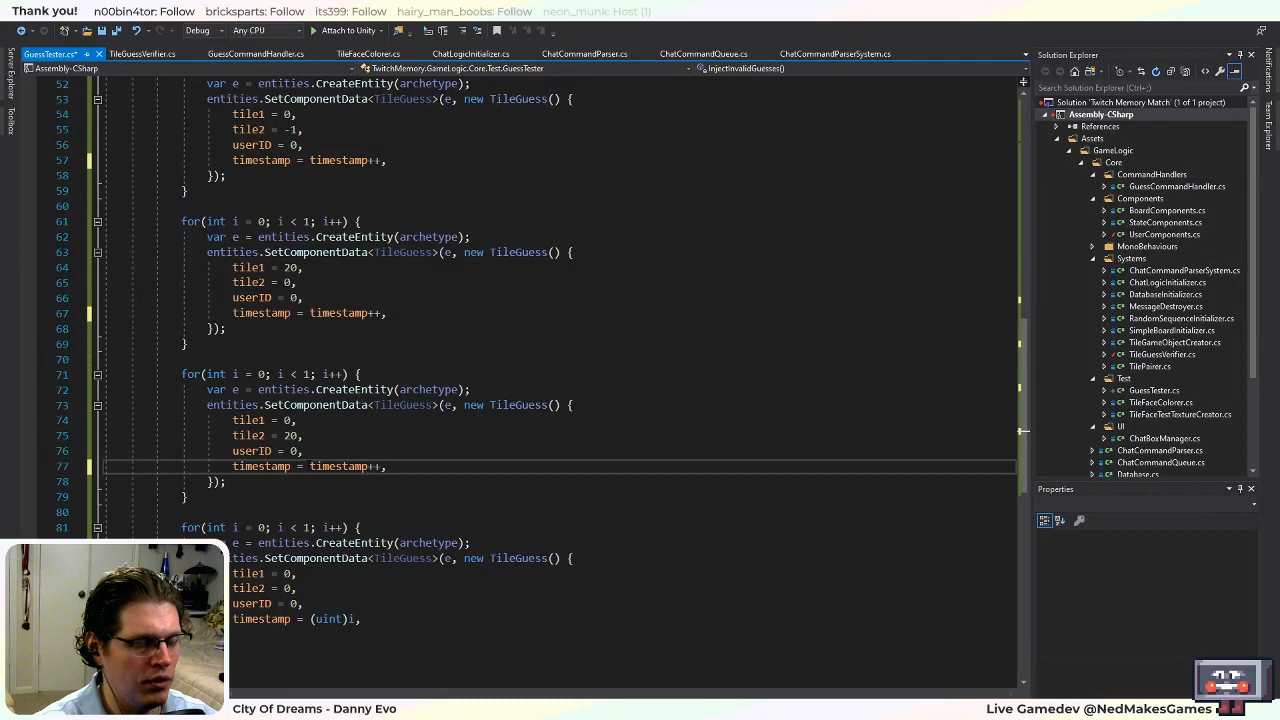 Thank you! n00bin4tor: Follow bricksparts: Follow its399: Follow hairy_man_boobs: Follow neon_munk: Host (1)
Debug Any CPU Attach to Unity
GuessTester.cs* TileGuessVerifier.cs GuessCommandHandler.cs TileFaceColorer.cs ChatLogicInitializer.cs ChatCommandParser.cs ChatCommandQueue.cs ChatCommandParserSystem.cs
Assembly-CSharp TwitchMemory.GameLogic.Core.Test.GuessTester InjectInvalidGuesses()
Server Explorer
Toolbox
52 var e = entities.CreateEntity(archetype);
53 entities.SetComponentData<TileGuess>(e, new TileGuess() {
54 tile1 = 0,
55 tile2 = -1,
56 userID = 0,
57 timestamp = timestamp++,
58 });
59 }
60
61 for(int i = 0; i < 1; i++) {
62 var e = entities.CreateEntity(archetype);
63 entities.SetComponentData<TileGuess>(e, new TileGuess() {
64 tile1 = 20,
65 tile2 = 0,
66 userID = 0,
67 timestamp = timestamp++,
68 });
69 }
70
71 for(int i = 0; i < 1; i++) {
72 var e = entities.CreateEntity(archetype);
73 entities.SetComponentData<TileGuess>(e, new TileGuess() {
74 tile1 = 0,
75 tile2 = 20,
76 userID = 0,
77 timestamp = timestamp++,
78 });
79 }
80
81 for(int i = 0; i < 1; i++) {
e = entities.CreateEntity(archetype);
ties.SetComponentData<TileGuess>(e, new TileGuess() {
tile1 = 0,
tile2 = 0,
userID = 0,
timestamp = (uint)i,
Solution Explorer
Search Solution Explorer (Ctrl+;)
Solution 'Twitch Memory Match' (1 of 1 project)
Assembly-CSharp
References
Assets
GameLogic
Core
CommandHandlers
GuessCommandHandler.cs
Components
BoardComponents.cs
StateComponents.cs
UserComponents.cs
MonoBehaviours
Systems
ChatCommandParserSystem.cs
ChatLogicInitializer.cs
DatabaseInitializer.cs
MessageDestroyer.cs
RandomSequenceInitializer.cs
SimpleBoardInitializer.cs
TileGameObjectCreator.cs
TileGuessVerifier.cs
TilePairer.cs
Test
GuessTester.cs
TileFaceColorer.cs
TileFaceTestTextureCreator.cs
UI
ChatBoxManager.cs
ChatCommandParser.cs
ChatCommandQueue.cs
Database.cs
Properties
Notifications
Team Explorer
City Of Dreams - Danny Evo
Live Gamedev @NedMakesGames